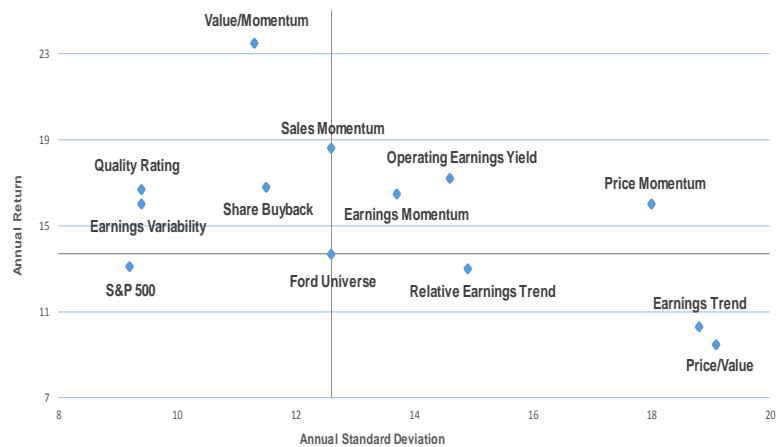 Value/Momentum
23
Sales Momentum
19
Operating Earnings Yield
Quality Rating
Price Momentum
Share Buyback
Earnings Momentum
Earnings Variability
15
Annual Return
Ford Universe
S&P 500
Relative Earnings Trend
Earnings Trend
11
Price/Value
7
8 10 12 14 16 18 20
Annual Standard Deviation